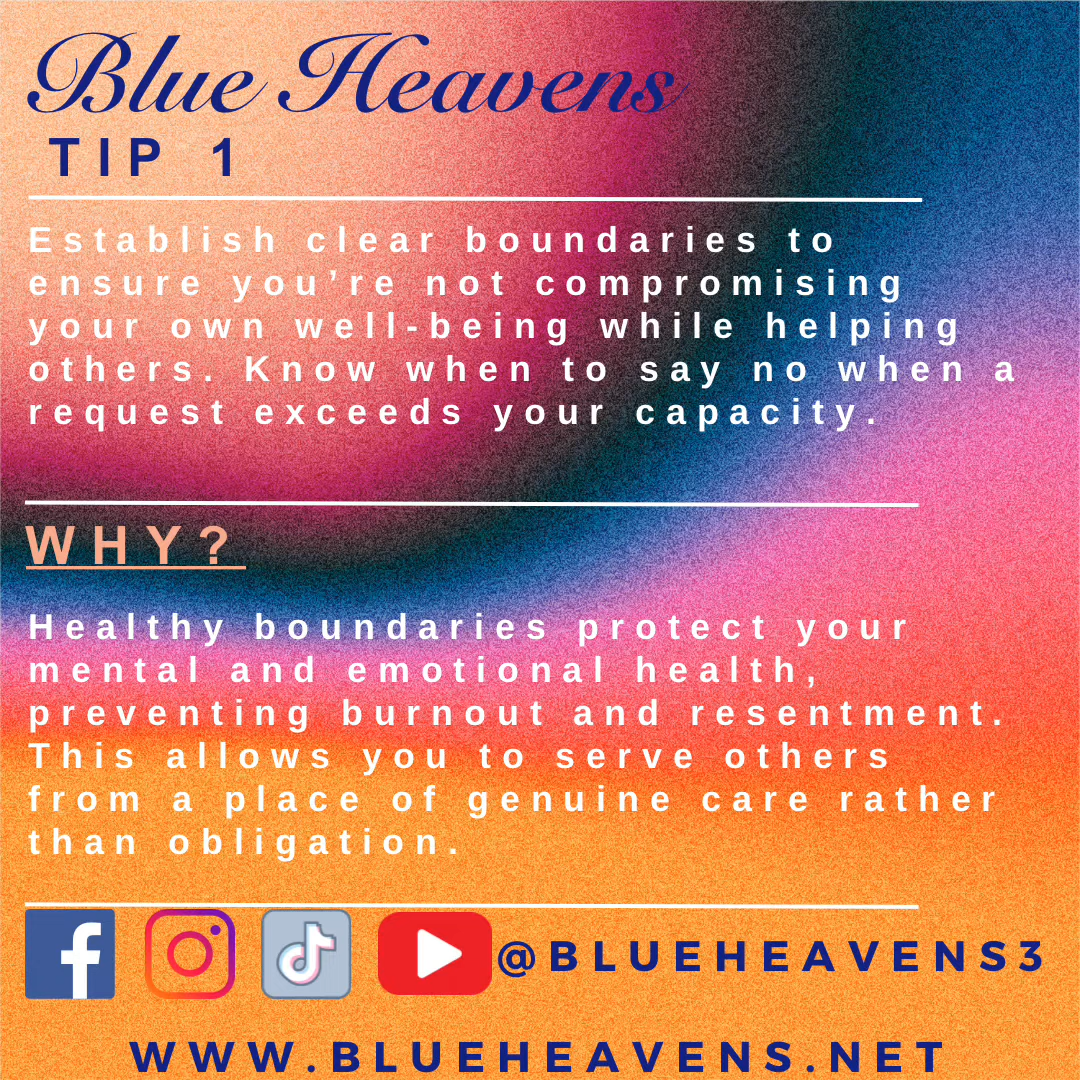 Blue Heavens
TIP 1
Establish clear boundaries to
ensure you’re not compromising
your own well-being while helping
others. Know when to say no when a
request exceeds your capacity.
WHY?
Healthy boundaries protect your
mental and emotional health,
preventing burnout and resentment.
This allows you to serve others
from a place of genuine care rather
than obligation.
@BLUEHEAVENS3
WWW.BLUEHEAVENS.NET